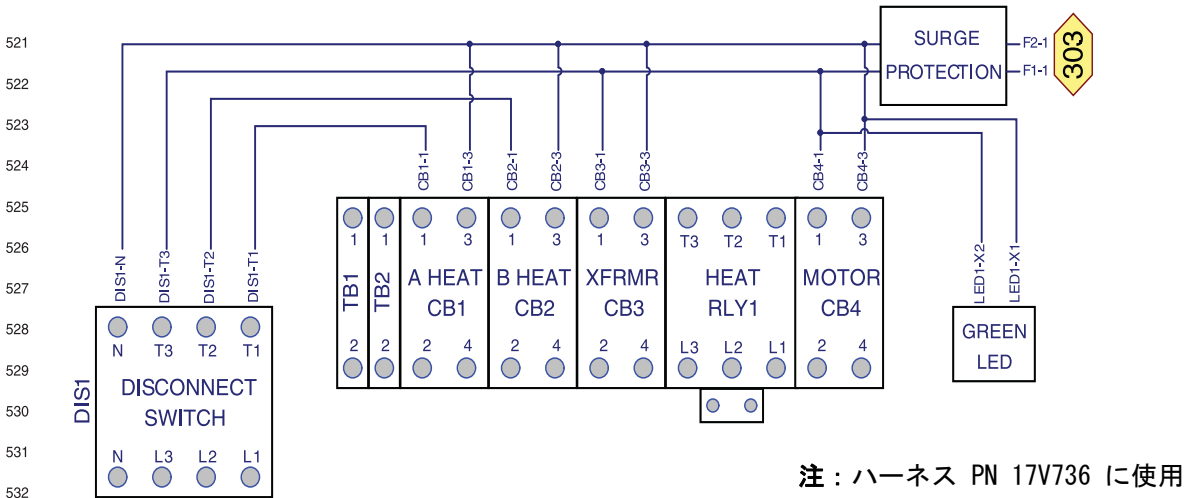 521
522
523
524
525
526
527
528
529
530
531
532
SURGE
PROTECTION
F2-1
F1-1
303
CB1-1
CB1-3
CB2-1
CB2-3
CB3-1
CB3-3
CB4-1
CB4-3
DIS1-N
DIS1-T3
DIS1-T2
DIS1-T1
LED1-X2
LED1-X1
1
TB1
2
1
TB2
2
1 3
A HEAT
CB1
2 4
1 3
B HEAT
CB2
2 4
1 3
XFRMR
CB3
2 4
T3 T2 T1
HEAT
RLY1
L3 L2 L1
1 3
MOTOR
CB4
2 4
GREEN
LED
DIS1
N T3 T2 T1
DISCONNECT
SWITCH
N L3 L2 L1
注：ハーネス PN 17V736 に使用